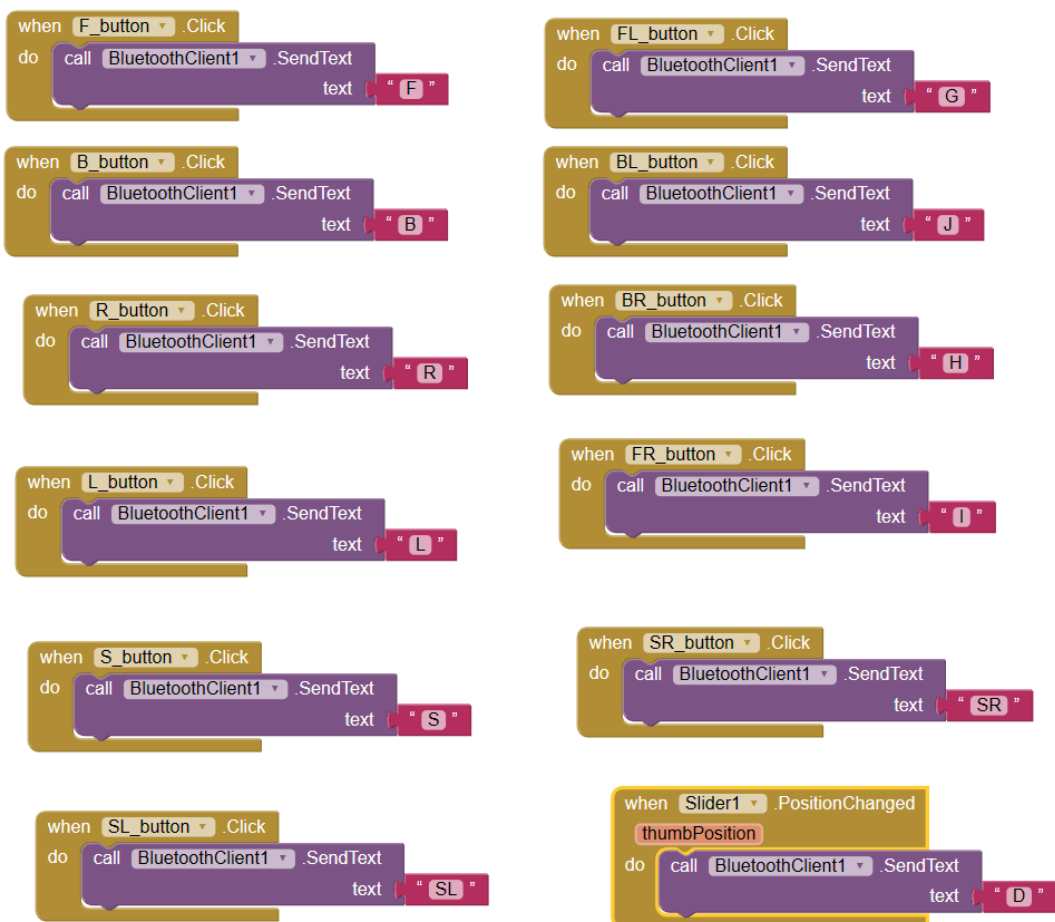 when F_button .Click
do call BluetoothClient1 .SendText
text " F "
when FL_button .Click
do call BluetoothClient1 .SendText
text " G "
when B_button .Click
do call BluetoothClient1 .SendText
text " B "
when BL_button .Click
do call BluetoothClient1 .SendText
text " J "
when R_button .Click
do call BluetoothClient1 .SendText
text " R "
when BR_button .Click
do call BluetoothClient1 .SendText
text " H "
when L_button .Click
do call BluetoothClient1 .SendText
text " L "
when FR_button .Click
do call BluetoothClient1 .SendText
text " I "
when S_button .Click
do call BluetoothClient1 .SendText
text " S "
when SR_button .Click
do call BluetoothClient1 .SendText
text " SR "
when SL_button .Click
do call BluetoothClient1 .SendText
text " SL "
when Slider1 .PositionChanged
thumbPosition
do call BluetoothClient1 .SendText
text " D "